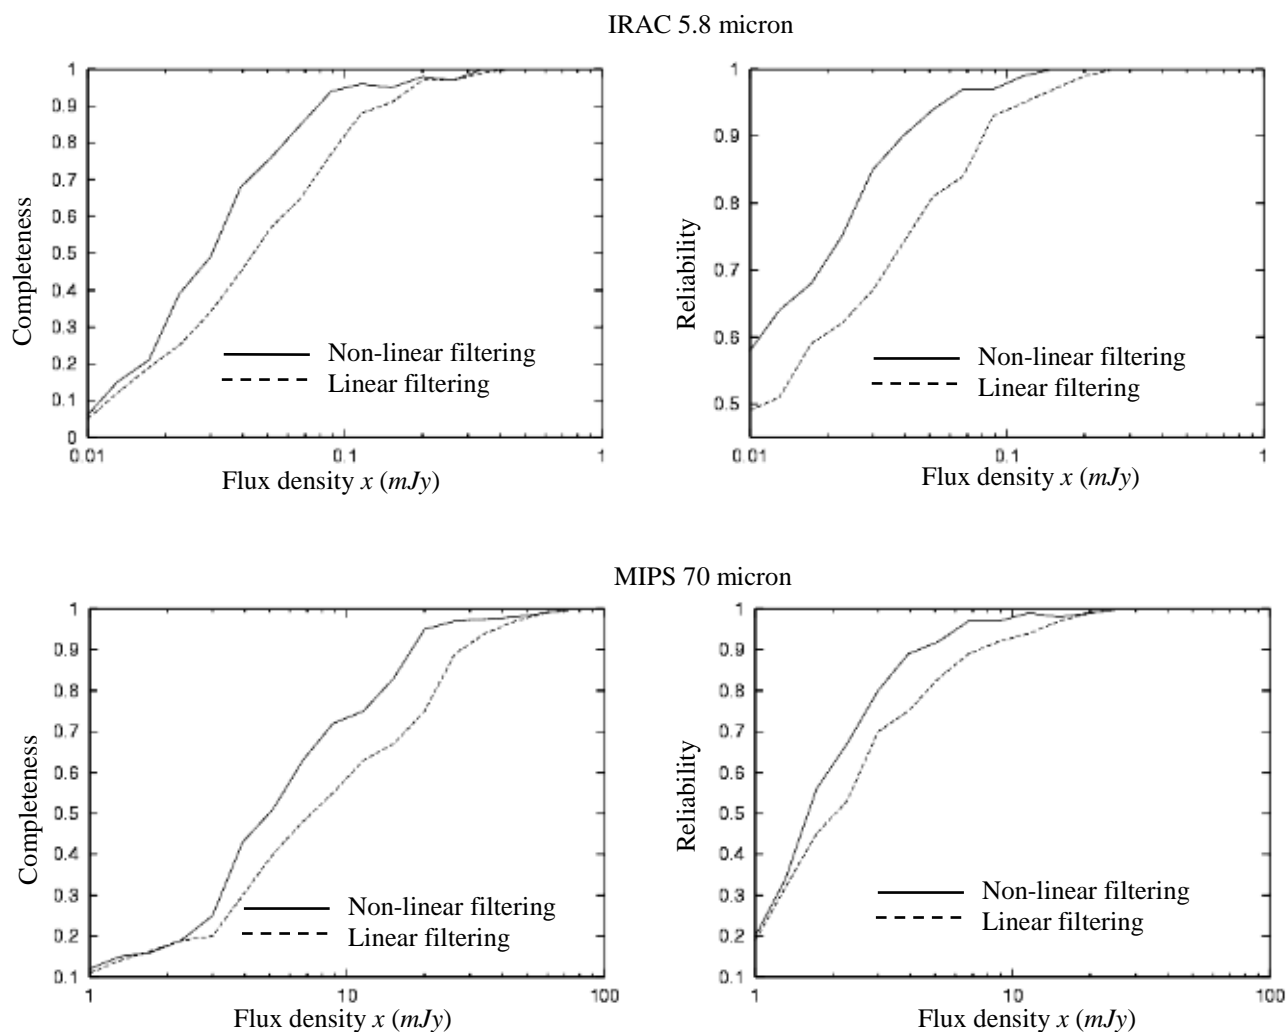 IRAC 5.8 micron
1
0.9
0.8
0.7
0.6
0.5
0.4
0.3
0.2
0.1
0
Completeness
Non-linear filtering
Linear filtering
0.01
0.1
1
Flux density x (mJy)
1
0.9
0.8
0.7
0.6
0.5
Reliability
Non-linear filtering
Linear filtering
0.01
0.1
1
Flux density x (mJy)
MIPS 70 micron
1
0.9
0.8
0.7
0.6
0.5
0.4
0.3
0.2
0.1
Completeness
Non-linear filtering
Linear filtering
1
10
100
Flux density x (mJy)
1
0.9
0.8
0.7
0.6
0.5
0.4
0.3
0.2
0.1
Reliability
Non-linear filtering
Linear filtering
1
10
100
Flux density x (mJy)